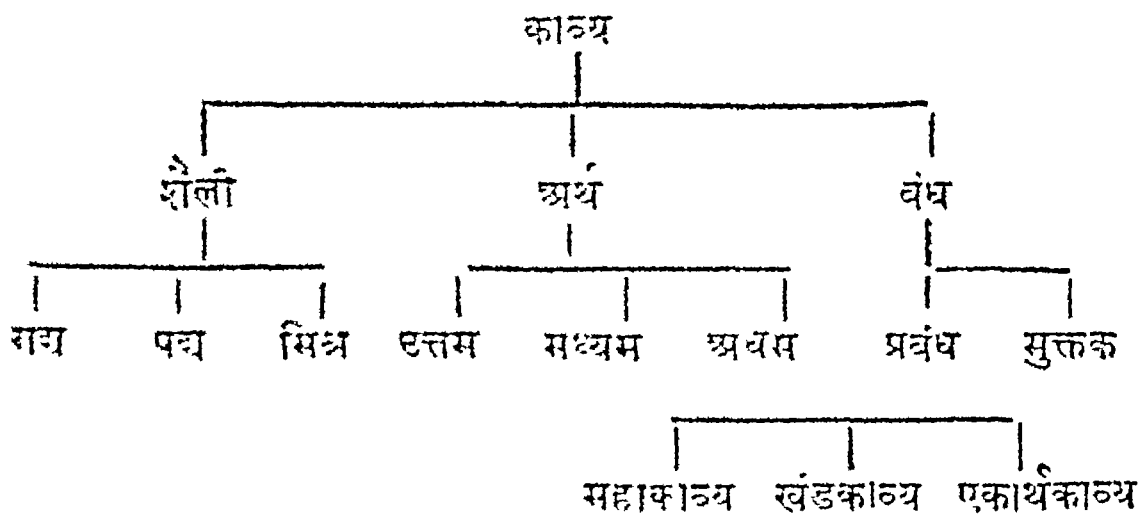 काव्य
शैली अर्थ बंध
गद्य पद्य मिश्र उत्तम मध्यम अधम प्रबंध मुक्तक
महाकाव्य खंडकाव्य एकार्थकाव्य